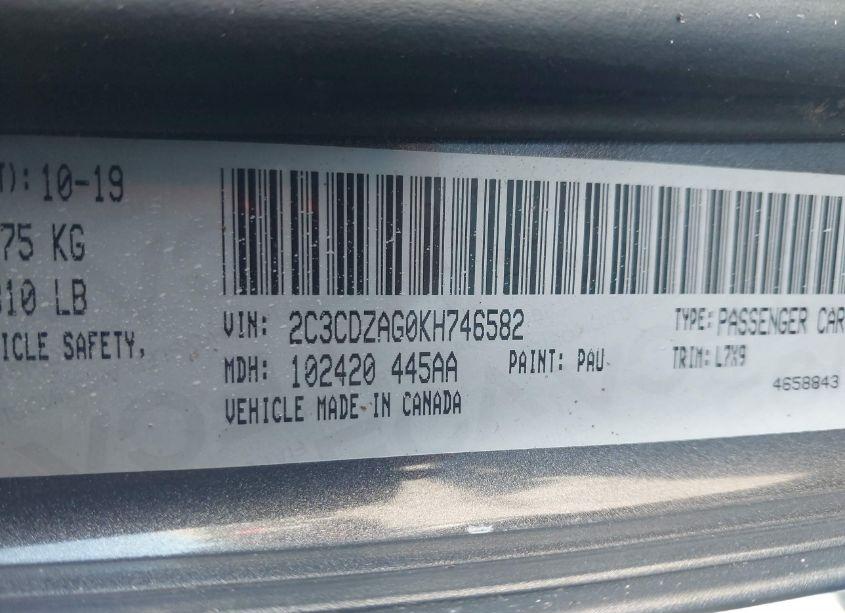 T): 10-19
75 KG
310 LB
ICLE SAFETY,
VIN: 2C3CDZAG0KH746582 TYPE: PASSENGER CAR
MDH: 102420 445AA PAINT: PAU TRIM: L7X9
VEHICLE MADE IN CANADA 4658843